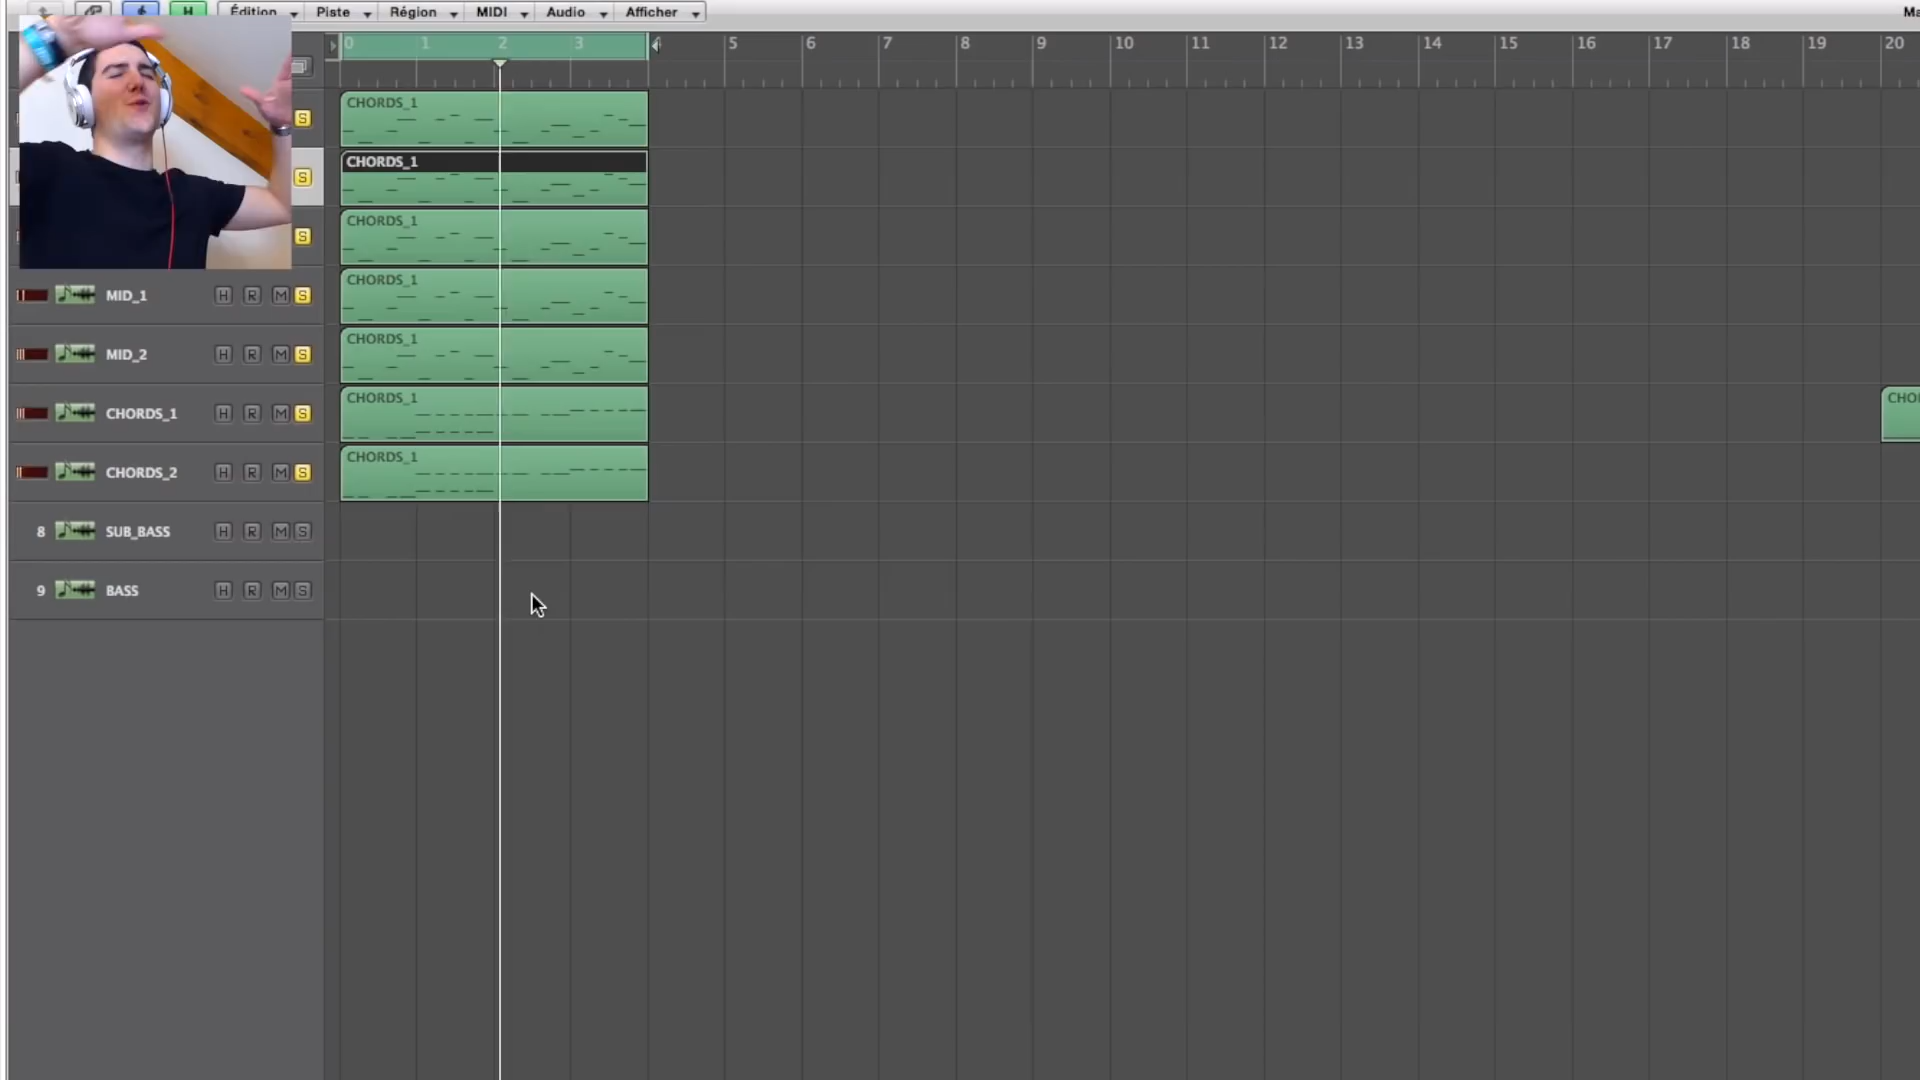 H Édition Piste Région MIDI Audio Afficher
0 1 2 3 4 5 6 7 8 9 10 11 12 13 14 15 16 17 18 19 20
CHORDS_1 S
CHORDS_1 S
CHORDS_1 S
MID_1 H R M S CHORDS_1
MID_2 H R M S CHORDS_1
CHORDS_1 H R M S CHORDS_1
CHORDS_2 H R M S CHORDS_1
8 SUB_BASS H R M S
9 BASS H R M S